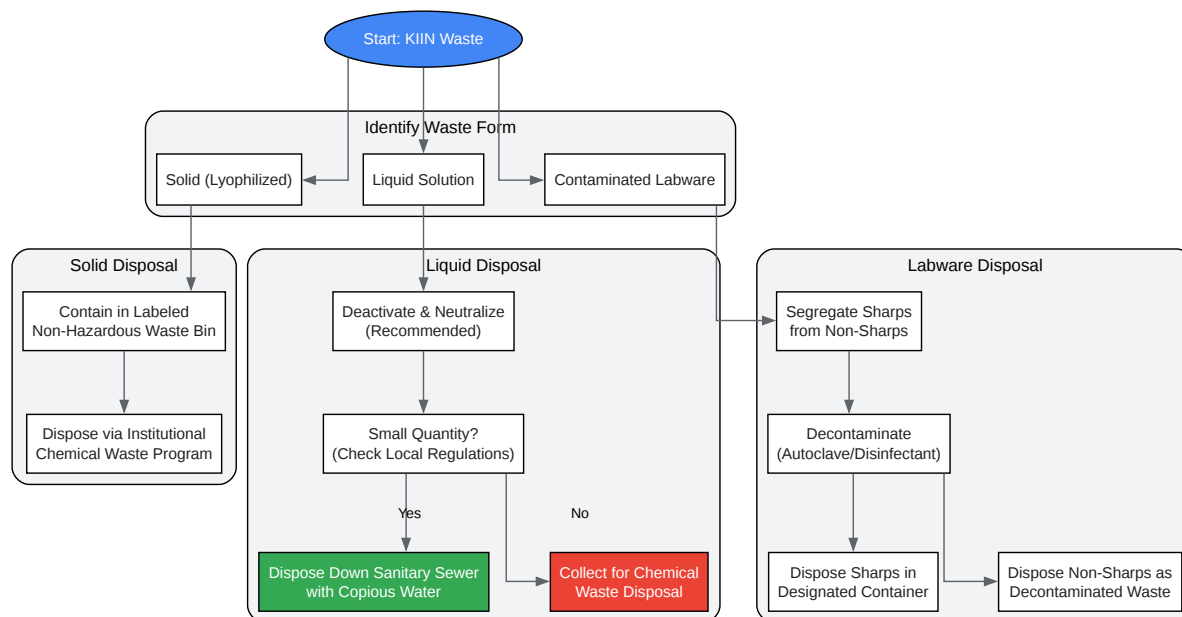 Start: KIIN Waste
Identify Waste Form
Solid (Lyophilized)
Liquid Solution
Contaminated Labware
Solid Disposal
Contain in Labeled
Non-Hazardous Waste Bin
Dispose via Institutional
Chemical Waste Program
Liquid Disposal
Deactivate & Neutralize
(Recommended)
Small Quantity?
(Check Local Regulations)
Yes
No
Dispose Down Sanitary Sewer
with Copious Water
Collect for Chemical
Waste Disposal
Labware Disposal
Segregate Sharps
from Non-Sharps
Decontaminate
(Autoclave/Disinfectant)
Dispose Sharps in
Designated Container
Dispose Non-Sharps as
Decontaminated Waste